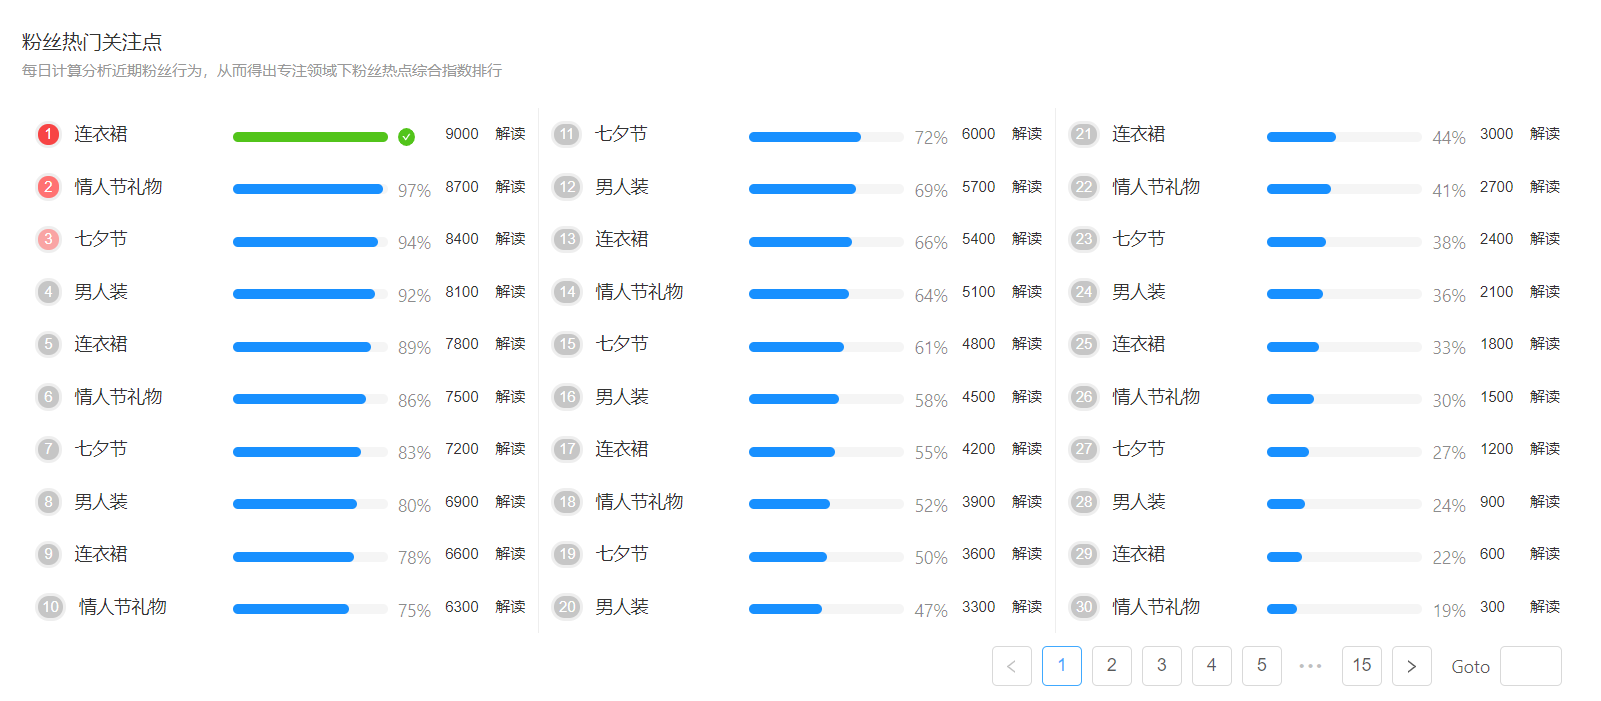 粉丝热门关注点
每日计算分析近期粉丝行为，从而得出专注领域下粉丝热点综合指数排行
1 连衣裙 9000 解读
2 情人节礼物 97% 8700 解读
3 七夕节 94% 8400 解读
4 男人装 92% 8100 解读
5 连衣裙 89% 7800 解读
6 情人节礼物 86% 7500 解读
7 七夕节 83% 7200 解读
8 男人装 80% 6900 解读
9 连衣裙 78% 6600 解读
10 情人节礼物 75% 6300 解读
11 七夕节 72% 6000 解读
12 男人装 69% 5700 解读
13 连衣裙 66% 5400 解读
14 情人节礼物 64% 5100 解读
15 七夕节 61% 4800 解读
16 男人装 58% 4500 解读
17 连衣裙 55% 4200 解读
18 情人节礼物 52% 3900 解读
19 七夕节 50% 3600 解读
20 男人装 47% 3300 解读
21 连衣裙 44% 3000 解读
22 情人节礼物 41% 2700 解读
23 七夕节 38% 2400 解读
24 男人装 36% 2100 解读
25 连衣裙 33% 1800 解读
26 情人节礼物 30% 1500 解读
27 七夕节 27% 1200 解读
28 男人装 24% 900 解读
29 连衣裙 22% 600 解读
30 情人节礼物 19% 300 解读
< 1 2 3 4 5 ••• 15 > Goto